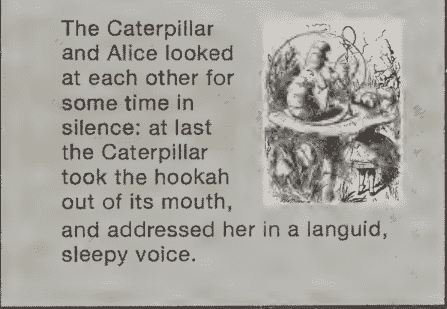 The Caterpillar
and Alice looked
at each other for
some time in
silence: at last
the Caterpillar
took the hookah
out of its mouth,
and addressed her in a languid,
sleepy voice.